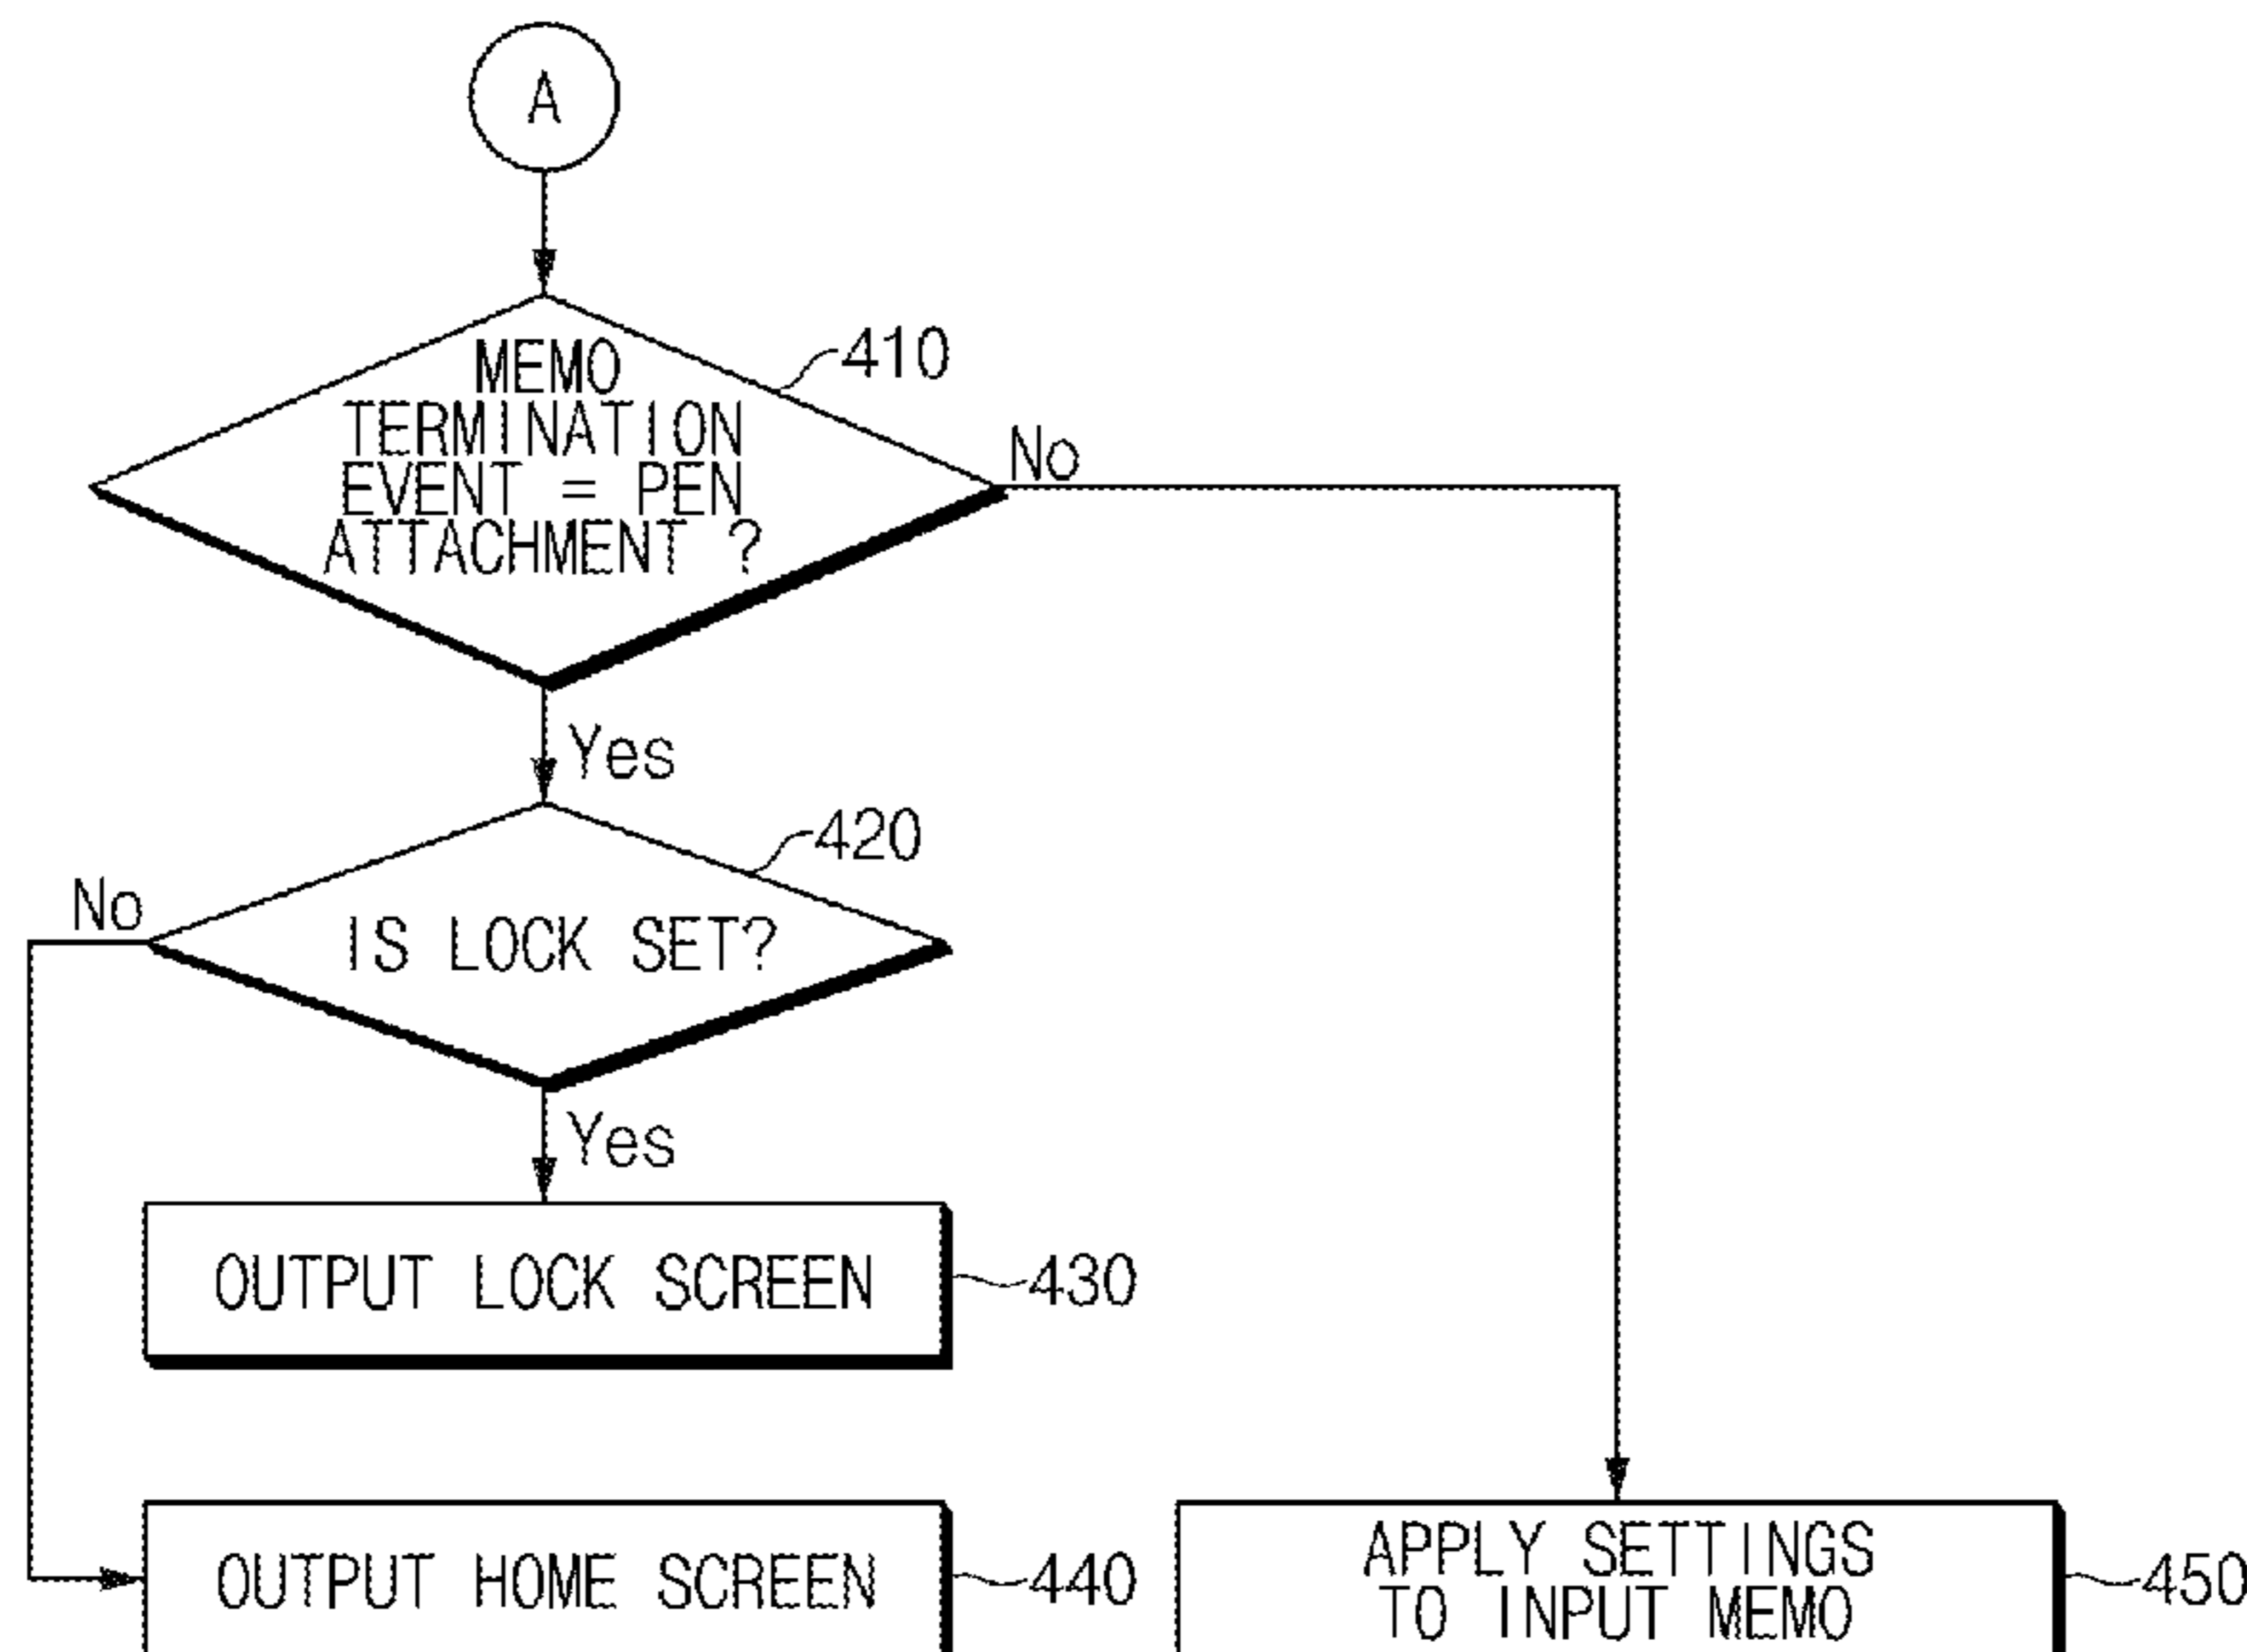 A
MEMO
TERMINATION
EVENT = PEN
ATTACHMENT ?
410
No
Yes
420
No
IS LOCK SET?
Yes
OUTPUT LOCK SCREEN
430
OUTPUT HOME SCREEN
440
APPLY SETTINGS
TO INPUT MEMO
450